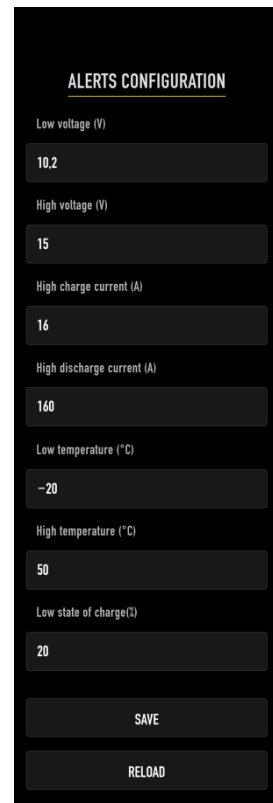 ALERTS CONFIGURATION
Low voltage (V)
10,2
High voltage (V)
15
High charge current (A)
16
High discharge current (A)
160
Low temperature (°C)
−20
High temperature (°C)
50
Low state of charge(%)
20
SAVE
RELOAD